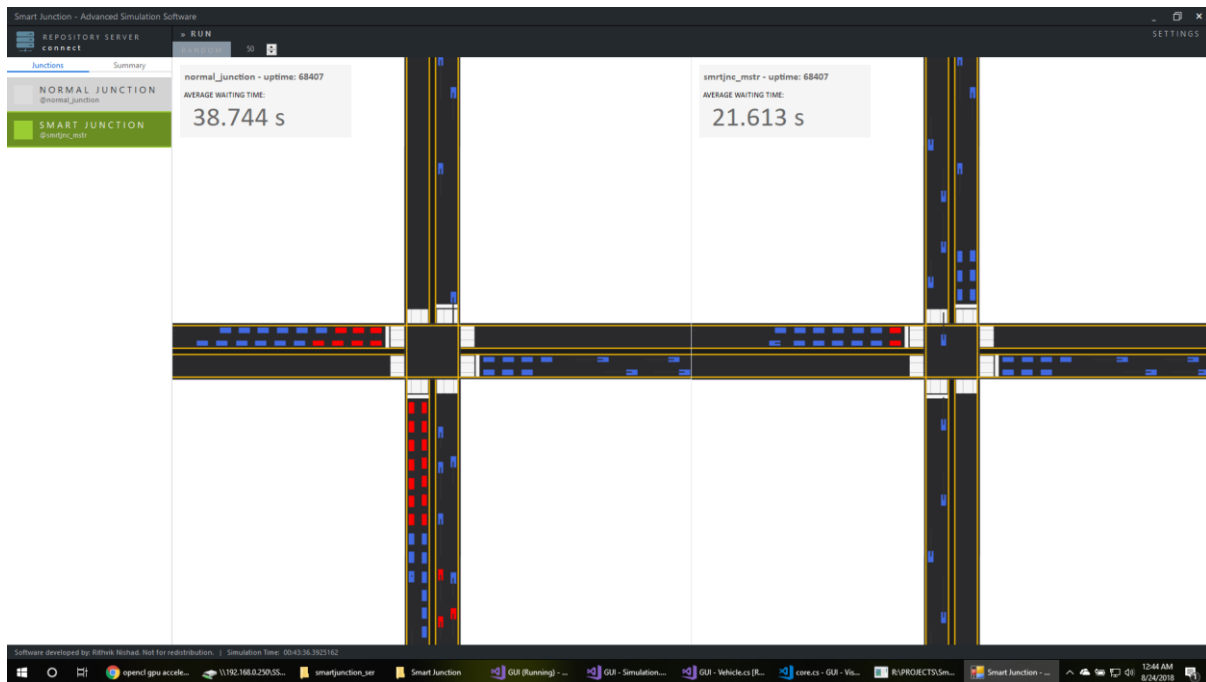 Smart Junction - Advanced Simulation Software
REPOSITORY SERVER
connect
» RUN
SETTINGS
RANDOM 50
Junctions Summary
NORMAL JUNCTION
@normal_junction
SMART JUNCTION
@smrtjnc_mstr
normal_junction - uptime: 68407
AVERAGE WAITING TIME:
38.744 s
smrtjnc_mstr - uptime: 68407
AVERAGE WAITING TIME:
21.613 s
Software developed by: Rithvik Nishad. Not for redistribution. | Simulation Time: 00:43:36.3925162
opencl gpu accele... \\192.168.0.250\SS... smartjunction_ser Smart Junction GUI (Running) - ... GUI - Simulation.... GUI - Vehicle.cs [R... core.cs - GUI - Vis... R:\PROJECTS\Sm... Smart Junction - ...
12:44 AM
8/24/2018